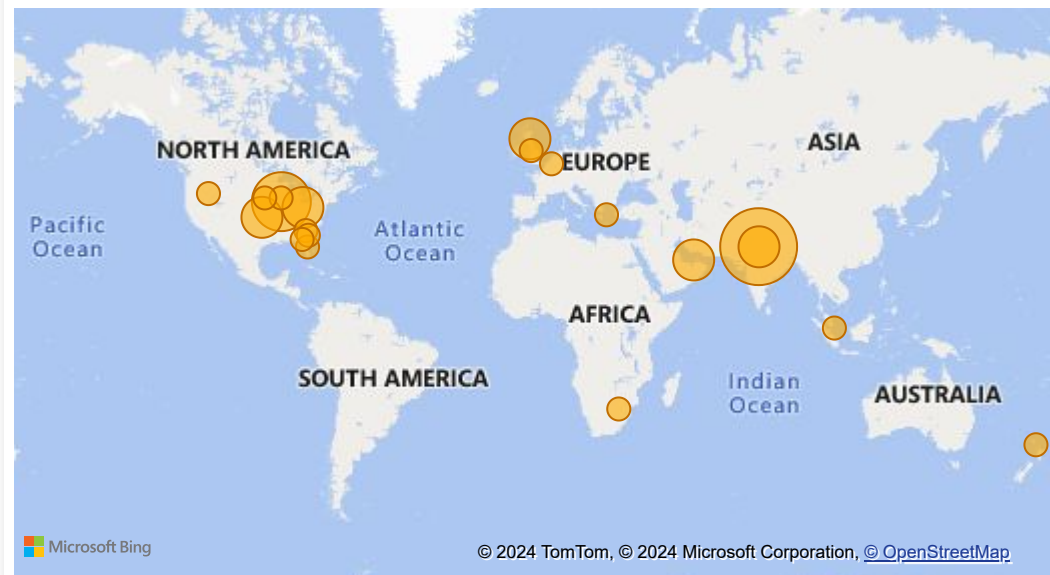 NORTH AMERICA
ASIA
EUROPE
Pacific
Ocean
Atlantic
Ocean
AFRICA
SOUTH AMERICA
Indian
Ocean
AUSTRALIA
Microsoft Bing
© 2024 TomTom, © 2024 Microsoft Corporation, © OpenStreetMap